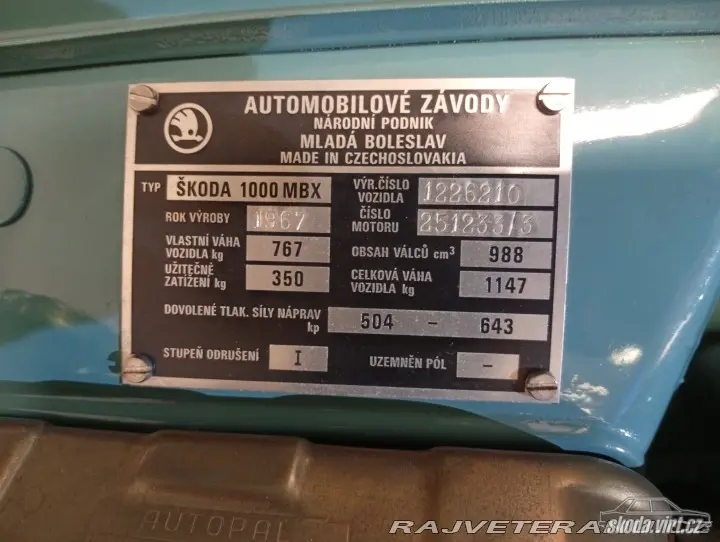 AUTOMOBILOVÉ ZÁVODY
NÁRODNÍ PODNIK
MLADÁ BOLESLAV
MADE IN CZECHOSLOVAKIA
TYP ŠKODA 1000 MBX
ROK VÝROBY 1967
VLASTNÍ VÁHA
VOZIDLA kg 767
UŽITEČNÉ
ZATÍŽENÍ kg 350
VÝR. ČÍSLO
VOZIDLA 1226210
ČÍSLO
MOTORU 251233/3
OBSAH VÁLCŮ cm³ 988
CELKOVÁ VÁHA
VOZIDLA kg 1147
DOVOLENÉ TLAK. SÍLY NÁPRAV
kp 504 - 643
STUPEŇ ODRUŠENÍ I
UZEMNĚN PÓL -
AUTOPAL
skoda.virt.cz